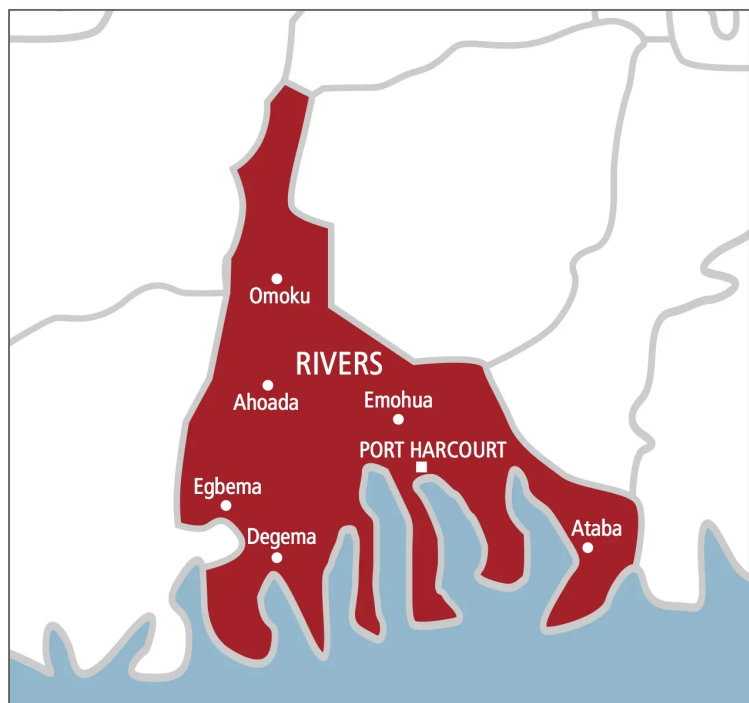 Omoku
RIVERS
Ahoada
Emohua
PORT HARCOURT
Egbema
Degema
Ataba